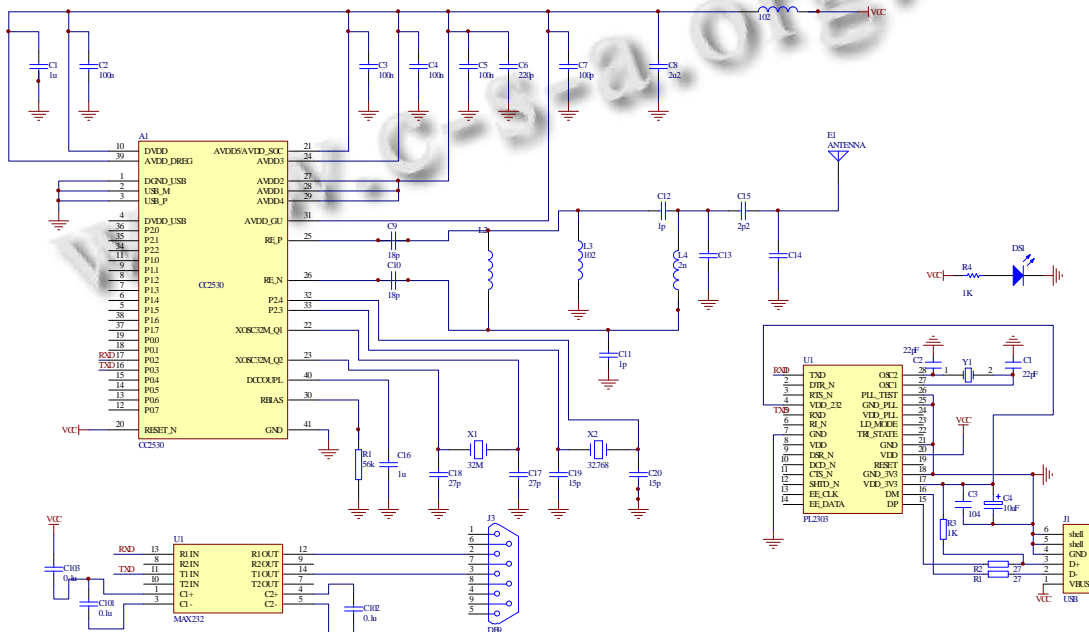 102
VCC
C1
1u
C2
100n
C3
100n
C4
100n
C5
100n
C6
220p
C7
100p
C8
2u2
A1
10 DVDD
39 AVDD_DREG
1 DGND_USB
2 USB_M
3 USB_P
4 DVDD_USB
36 P2.0
35 P2.1
34 P2.2
11 P1.0
9 P1.1
8 P1.2
7 P1.3
6 P1.4
5 P1.5
38 P1.6
37 P1.7
19 P0.0
18 P0.1
RXD 17 P0.2
TXD 16 P0.3
15 P0.4
14 P0.5
13 P0.6
12 P0.7
VCC 20 RESET_N
AVDD5/AVDD_SOC 21
AVDD3 24
AVDD2 27
AVDD1 28
AVDD4 29
AVDD_GU 31
RE_P 25
RE_N 26
P2.4 32
P2.3 33
XOSC32M_Q1 22
XOSC32M_Q2 23
DCCOUPL 40
RBIAS 30
GND 41
CC2530
CC2530
C9
18p
C10
18p
L2
L3
102
C12
1p
L4
2n
C13
C15
2p2
C14
E1
ANTENNA
C11
1p
R1
56k
C16
1u
X1
32M
C18
27p
C17
27p
X2
32.768
C19
15p
C20
15p
DS1
VCC
R4
1K
U1
RXD 1 TXD
2 DTR_N
3 RTS_N
4 VDD_232
TXD 5 RXD
6 RI_N
7 GND
8 VDD
9 DSR_N
10 DCD_N
11 CTS_N
12 SHTD_N
13 EE_CLK
14 EE_DATA
OSC2 28
OSC1 27
PLL_TEST 26
GND_PLL 25
VDD_PLL 24
LD_MODE 23
TRI_STATE 22
GND 21
VDD 20
RESET 19
GND_3V3 18
VDD_3V3 17
DM 16
DP 15
PL2303
22pF
C2
1 Y1 2
C1
22pF
VCC
C3
104
C4
10uF
R3
1K
R2 27
R1 27
J1
6 shell
5 shell
4 GND
3 D+
2 D-
1 VBUS
VCC
USB
VCC
C103
0.1u
C101
0.1u
U1
RXD 13 R1 IN
8 R2 IN
TXD 11 T1 IN
10 T2 IN
1 C1+
3 C1-
R1 OUT 12
R2 OUT 9
T1 OUT 14
T2 OUT 7
C2+ 4
C2- 5
MAX232
C102
0.1u
J3
1
6
2
7
3
8
4
9
5
DB9